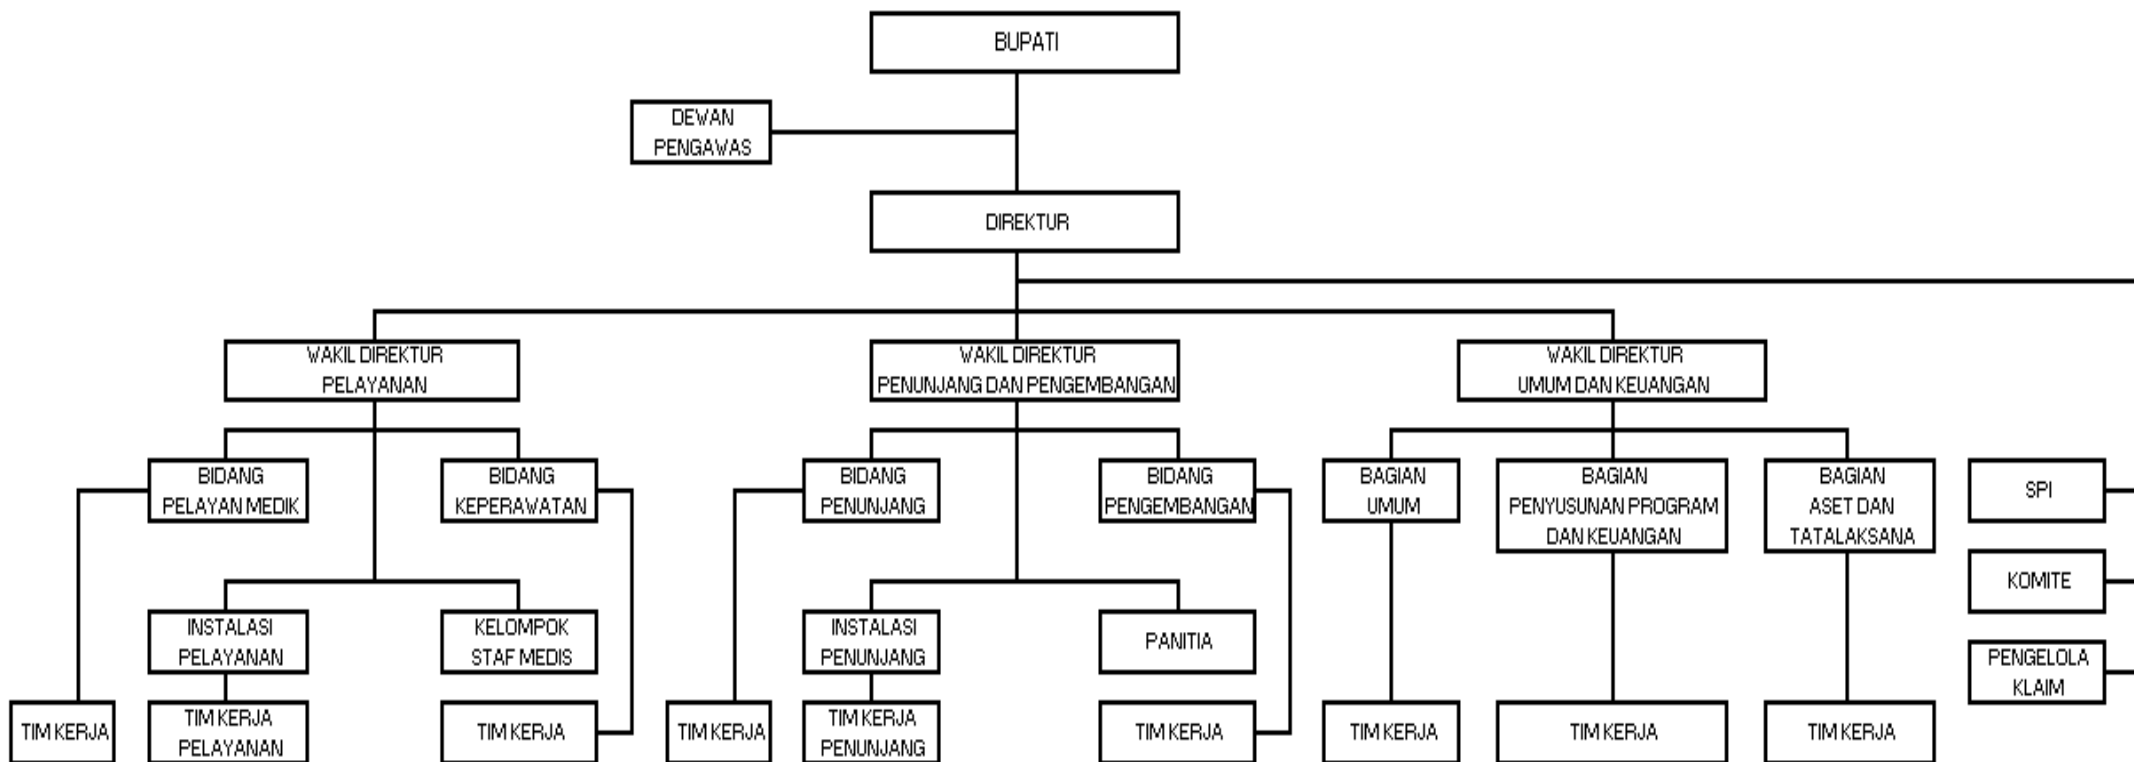 BUPATI
DEWAN
PENGAWAS
DIREKTUR
WAKIL DIREKTUR
PELAYANAN
WAKIL DIREKTUR
PENUNJANG DAN PENGEMBANGAN
WAKIL DIREKTUR
UMUM DAN KEUANGAN
BIDANG
PELAYAN MEDIK
BIDANG
KEPERAWATAN
BIDANG
PENUNJANG
BIDANG
PENGEMBANGAN
BAGIAN
UMUM
BAGIAN
PENYUSUNAN PROGRAM
DAN KEUANGAN
BAGIAN
ASET DAN
TATALAKSANA
SPI
KOMITE
INSTALASI
PELAYANAN
KELOMPOK
STAF MEDIS
INSTALASI
PENUNJANG
PANITIA
PENGELOLA
KLAIM
TIM KERJA
TIM KERJA
PELAYANAN
TIM KERJA
TIM KERJA
TIM KERJA
PENUNJANG
TIM KERJA
TIM KERJA
TIM KERJA
TIM KERJA